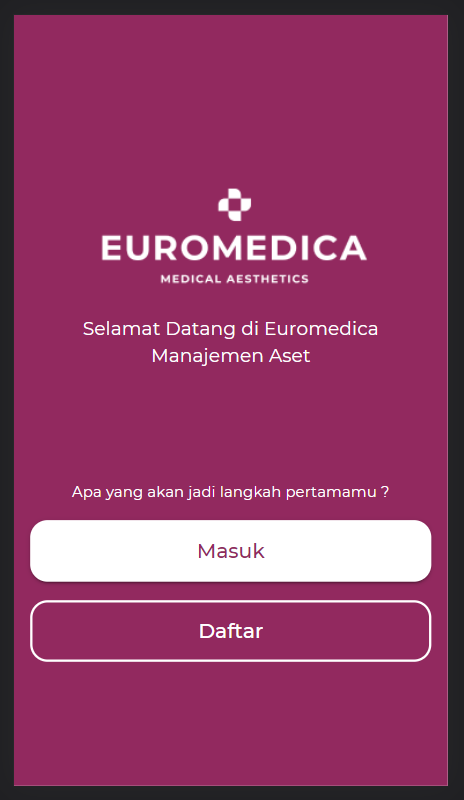 EUROMEDICA
MEDICAL AESTHETICS
Selamat Datang di Euromedica
Manajemen Aset
Apa yang akan jadi langkah pertamamu ?
Masuk
Daftar